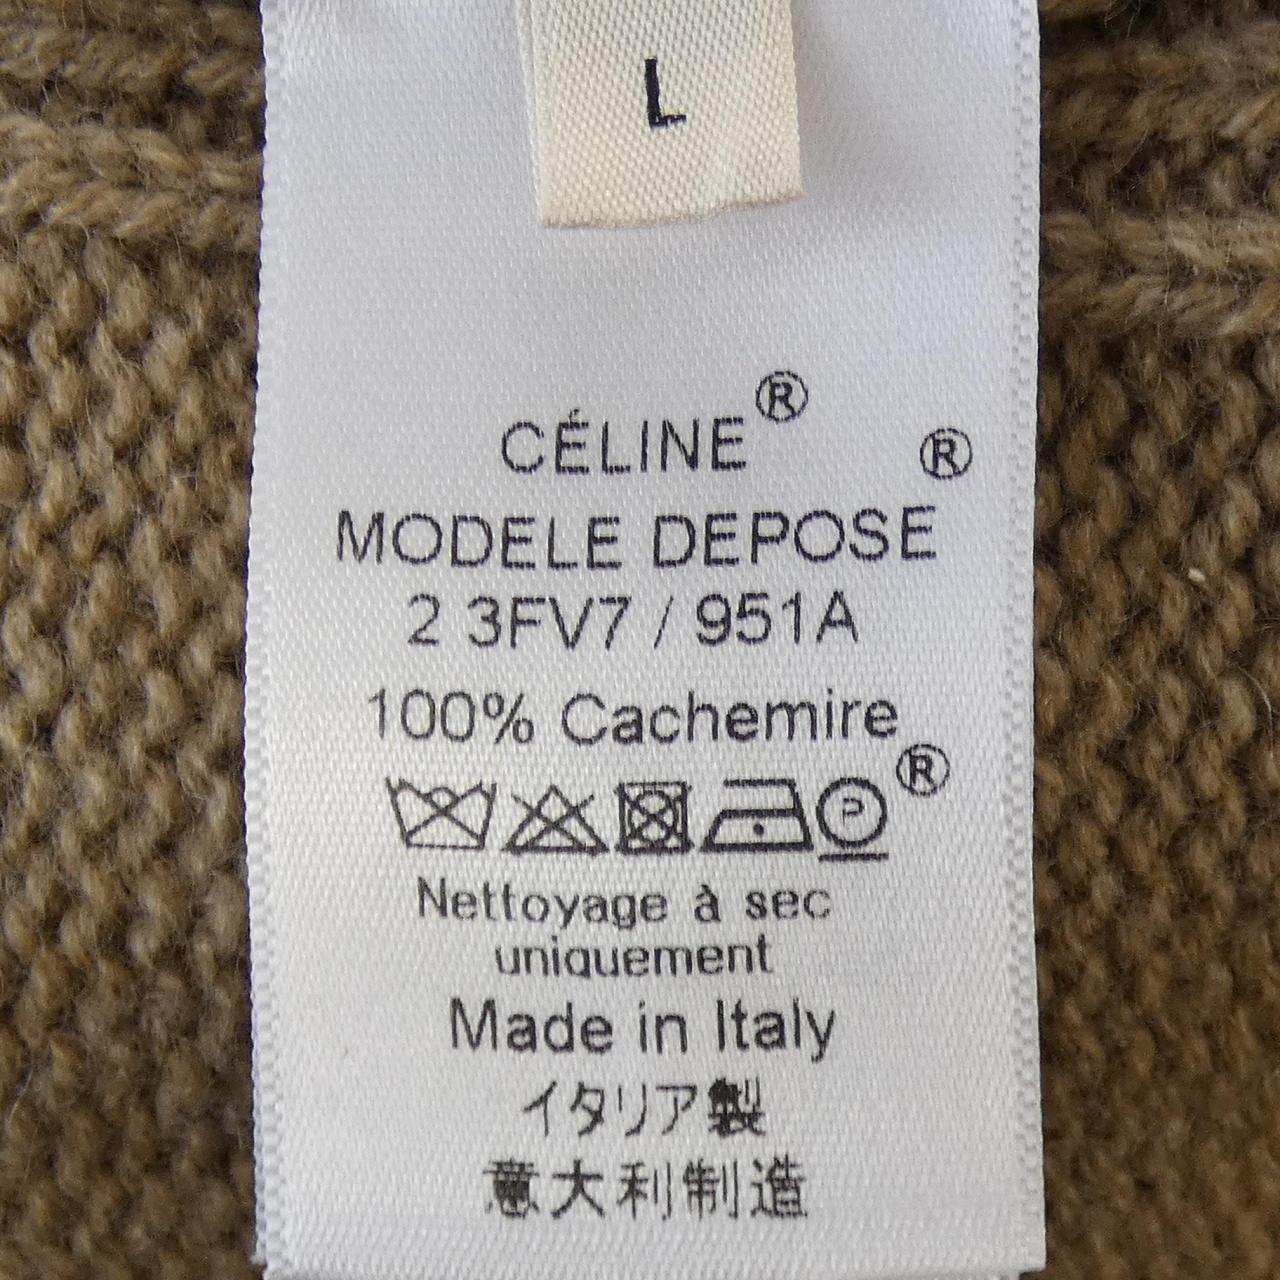 L
CÉLINE®
®
MODELE DEPOSE
2 3FV7 / 951A
100% Cachemire
P ®
Nettoyage à sec
uniquement
Made in Italy
イタリア製
意大利制造